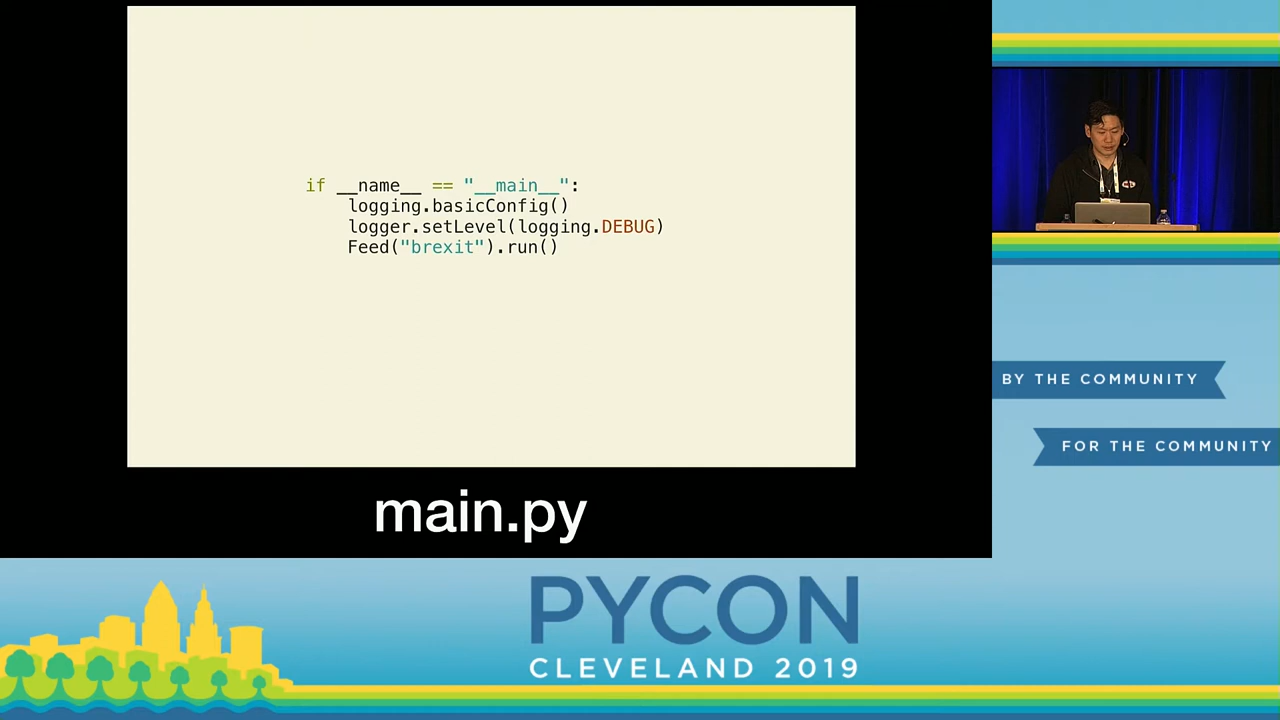 if __name__ == "__main__":
    logging.basicConfig()
    logger.setLevel(logging.DEBUG)
    Feed("brexit").run()
main.py
BY THE COMMUNITY
FOR THE COMMUNITY
PYCON
CLEVELAND 2019